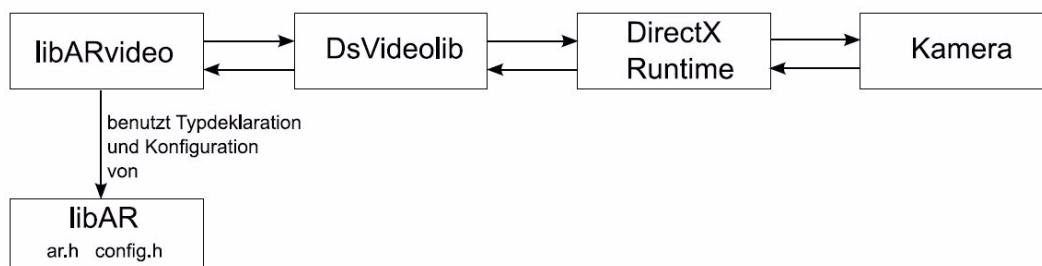 libARvideo
DsVideolib
DirectX
Runtime
Kamera
benutzt Typdeklaration
und Konfiguration
von
libAR
ar.h config.h